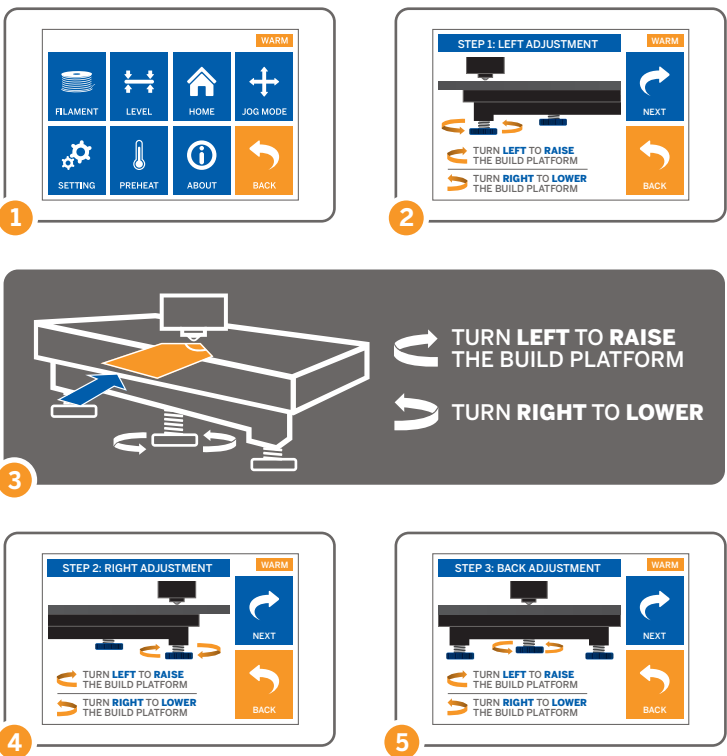 WARM
FILAMENT
LEVEL
HOME
JOG MODE
SETTING
PREHEAT
ABOUT
BACK
1
STEP 1: LEFT ADJUSTMENT
WARM
NEXT
TURN LEFT TO RAISE
THE BUILD PLATFORM
TURN RIGHT TO LOWER
THE BUILD PLATFORM
BACK
2
TURN LEFT TO RAISE
THE BUILD PLATFORM
TURN RIGHT TO LOWER
3
STEP 2: RIGHT ADJUSTMENT
WARM
NEXT
TURN LEFT TO RAISE
THE BUILD PLATFORM
TURN RIGHT TO LOWER
THE BUILD PLATFORM
BACK
4
STEP 3: BACK ADJUSTMENT
WARM
NEXT
TURN LEFT TO RAISE
THE BUILD PLATFORM
TURN RIGHT TO LOWER
THE BUILD PLATFORM
BACK
5